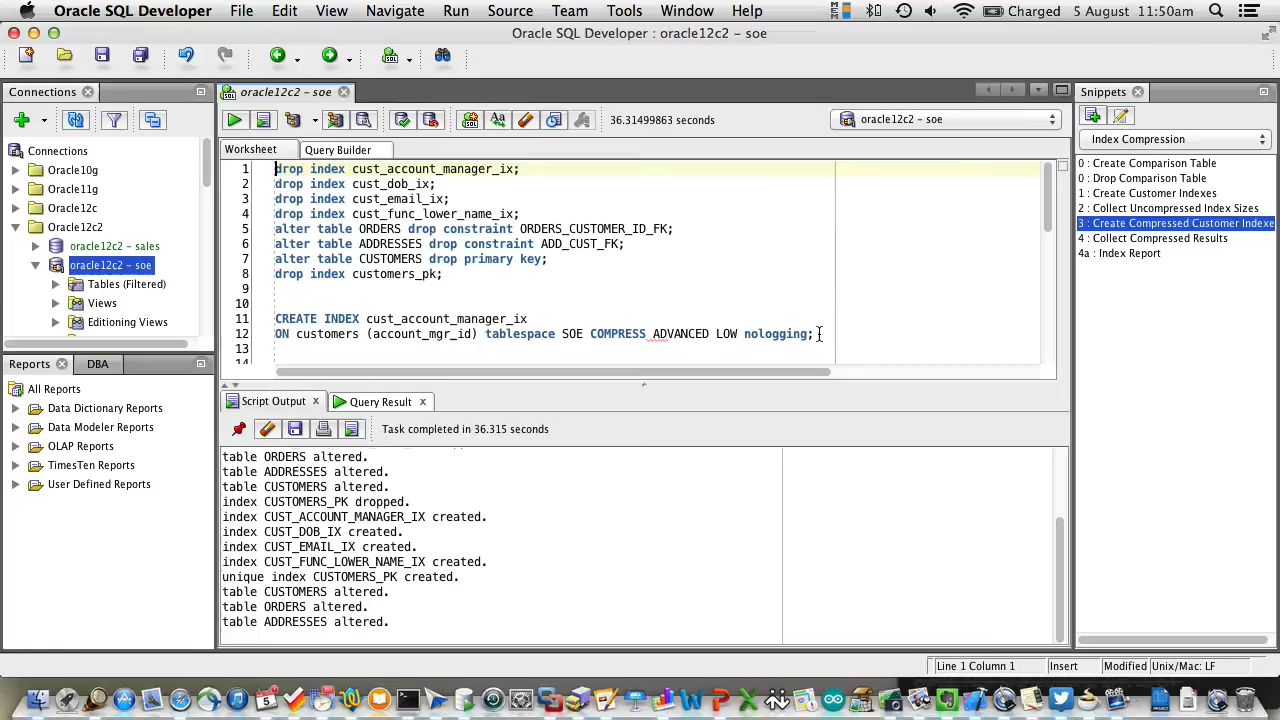 Oracle SQL Developer File Edit View Navigate Run Source Team Tools Window Help Charged 5 August 11:50am
Oracle SQL Developer : oracle12c2 - soe
Connections
Connections
Oracle10g
Oracle11g
Oracle12c
Oracle12c2
oracle12c2 - sales
oracle12c2 - soe
Tables (Filtered)
Views
Editioning Views
Reports DBA
All Reports
Data Dictionary Reports
Data Modeler Reports
OLAP Reports
TimesTen Reports
User Defined Reports
oracle12c2 - soe
36.31499863 seconds oracle12c2 - soe
Worksheet Query Builder
1 drop index cust_account_manager_ix;
2 drop index cust_dob_ix;
3 drop index cust_email_ix;
4 drop index cust_func_lower_name_ix;
5 alter table ORDERS drop constraint ORDERS_CUSTOMER_ID_FK;
6 alter table ADDRESSES drop constraint ADD_CUST_FK;
7 alter table CUSTOMERS drop primary key;
8 drop index customers_pk;
9
10
11 CREATE INDEX cust_account_manager_ix
12 ON customers (account_mgr_id) tablespace SOE COMPRESS ADVANCED LOW nologging;
13
14
Script Output Query Result
Task completed in 36.315 seconds
table ORDERS altered.
table ADDRESSES altered.
table CUSTOMERS altered.
index CUSTOMERS_PK dropped.
index CUST_ACCOUNT_MANAGER_IX created.
index CUST_DOB_IX created.
index CUST_EMAIL_IX created.
index CUST_FUNC_LOWER_NAME_IX created.
unique index CUSTOMERS_PK created.
table CUSTOMERS altered.
table ORDERS altered.
table ADDRESSES altered.
Snippets
Index Compression
0 : Create Comparison Table
0 : Drop Comparison Table
1 : Create Customer Indexes
2 : Collect Uncompressed Index Sizes
3 : Create Compressed Customer Indexe
4 : Collect Compressed Results
4a : Index Report
Line 1 Column 1 Insert Modified Unix/Mac: LF